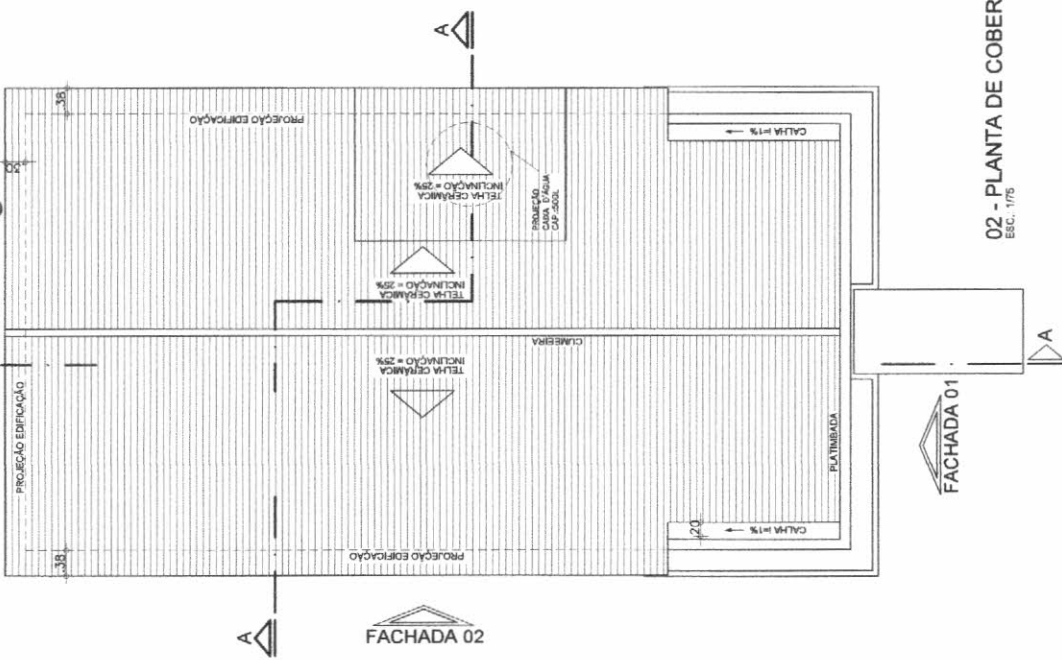 A
.38
PROJEÇÃO EDIFICAÇÃO
PROJEÇÃO EDIFICAÇÃO
TELHA CERÂMICA
INCLINAÇÃO = 25%
PROJEÇÃO
CAIXA D'ÁGUA
CAP.:500L
TELHA CERÂMICA
INCLINAÇÃO = 25%
CUMEEIRA
TELHA CERÂMICA
INCLINAÇÃO = 25%
.38
PROJEÇÃO EDIFICAÇÃO
A
FACHADA 02
CALHA i=1%
CALHA i=1%
.20
PLATIMBADA
FACHADA 01
A
02 - PLANTA DE COBER
ESC.: 1/75